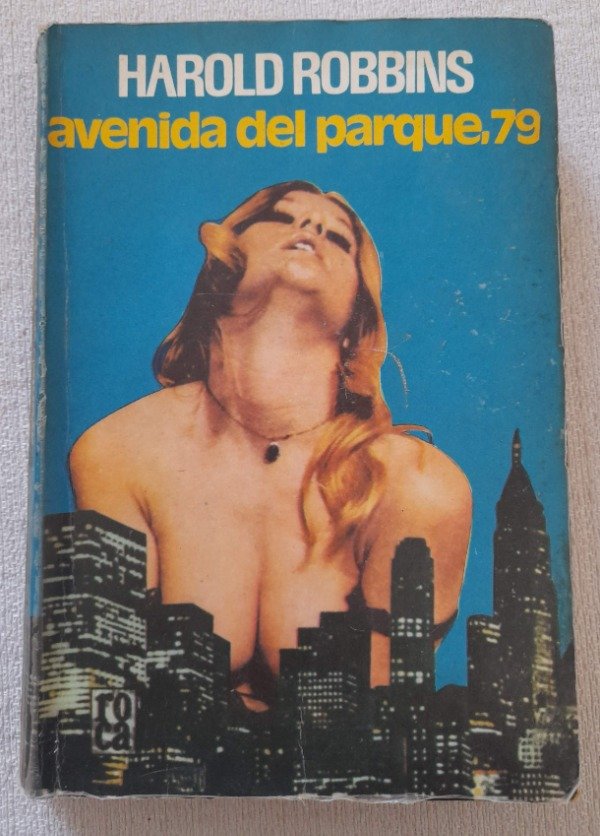 HAROLD ROBBINS
avenida del parque,79
ro
ca